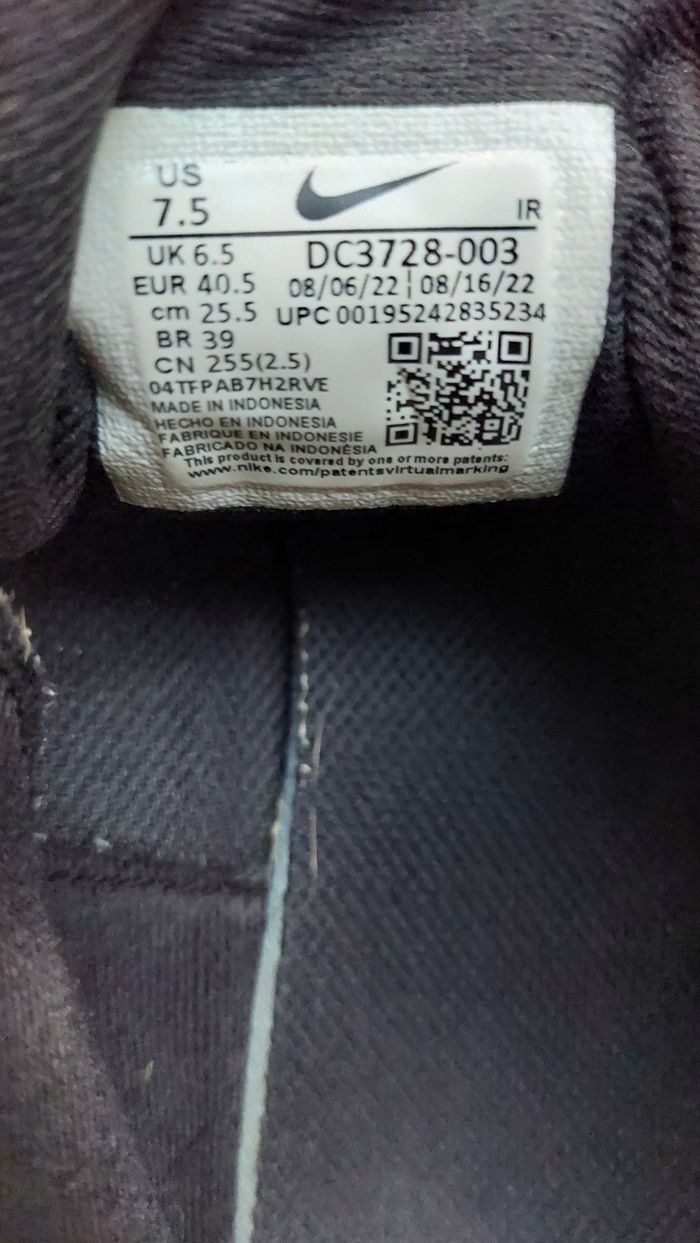 US
7.5
IR
UK 6.5 DC3728-003
EUR 40.5 08/06/22 | 08/16/22
cm 25.5 UPC 00195242835234
BR 39
CN 255(2.5)
04TFPAB7H2RVE
MADE IN INDONESIA
HECHO EN INDONESIA
FABRIQUE EN INDONESIE
FABRICADO NA INDONÉSIA
This product is covered by one or more patents:
www.nike.com/patentsvirtualmarking